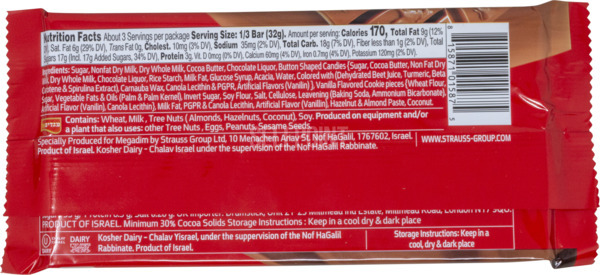 Nutrition Facts About 3 Servings per package Serving Size: 1/3 Bar (32g). Amount per serving: Calories 170, Total Fat 9g (12%
DV), Sat. Fat 6g (29% DV), Trans Fat 0g, Cholest. 10mg (3% DV), Sodium 35mg (2% DV), Total Carb. 18g (7% DV), Fiber less than 1g (2% DV), Total
Sugars 17g (Incl. 17g Added Sugars, 34% DV), Protein 3g, Vit. D 0mcg (0% DV), Calcium 60mg (4% DV), Iron 0.7mg (4% DV), Potassium 120mg (2% DV).
Ingredients: Sugar, Nonfat Dry Milk, Dry Whole Milk, Cocoa Butter, Chocolate Liquor, Button Shaped Candies (Sugar, Cocoa Butter, Non Fat Dry
Milk, Dry Whole Milk, Chocolate Liquor, Rice Starch, Milk Fat, Glucose Syrup, Acacia, Water, Colored with (Dehydrated Beet Juice, Turmeric, Beta
Carotene & Spirulina Extract), Carnauba Wax, Canola Lecithin & PGPR, Artificial Flavors (Vanilla) ), Vanilla Flavored Cookie pieces (Wheat Flour,
Sugar, Vegetable Fats & Oils (Palm & Palm Kernel), Invert Sugar, Soy Flour, Salt, Cellulose, Leavening (Baking Soda, Ammonium Bicarbonate),
Artificial Flavor (Vanilla), Canola Lecithin), Milk Fat, PGPR & Canola Lecithin, Artificial Flavors (Vanillin), Hazelnut & Almond Paste, Coconut.
Contains: Wheat, Milk, Tree Nuts (Almonds, Hazelnuts, Coconut), Soy. Produced on equipment and/or
a plant that also uses: other Tree Nuts, Eggs, Peanuts, Sesame Seeds.
Specially Produced for Megadim by Strauss Group Ltd, 10 Menachem Ariav St. Nof HaGalil, 1767602, Israel.
Product of Israel. Kosher Dairy - Chalav Israel under the supervision of the Nof HaGalil Rabbinate.
WWW.STRAUSS-GROUP.COM
8 15871 01588 5
PRODUCT OF ISRAEL. Minimum 30% Cocoa Solids Storage Instructions: Keep in a cool dry & dark place
DAIRY Kosher Dairy - Chalav Yisrael, under the suppervision of the Nof HaGalil
Rabbinate. Product of Israel.
Storage Instructions: Keep in a
cool, dry & dark place